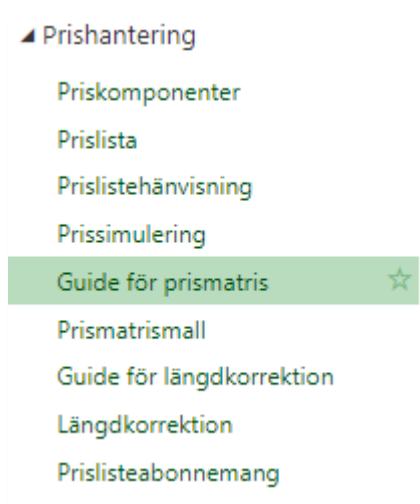 Prishantering
Priskomponenter
Prislista
Prislistehänvisning
Prissimulering
Guide för prismatris
Prismatrismall
Guide för längdkorrektion
Längdkorrektion
Prislisteabonnemang